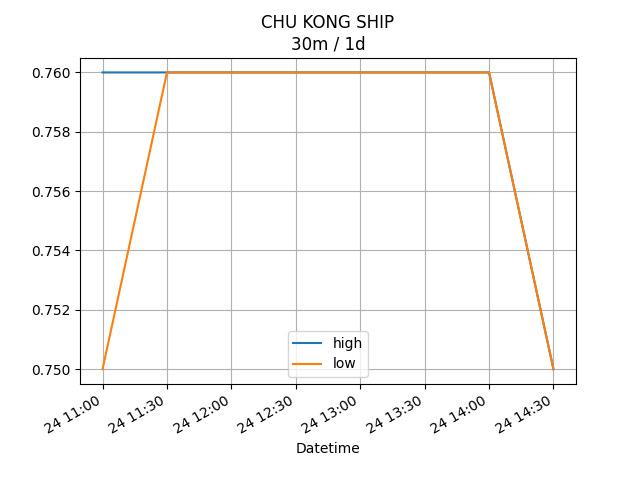 CHU KONG SHIP
30m / 1d
0.760
0.758
0.756
0.754
0.752
0.750
high
low
24 11:00
24 11:30
24 12:00
24 12:30
24 13:00
24 13:30
24 14:00
24 14:30
Datetime